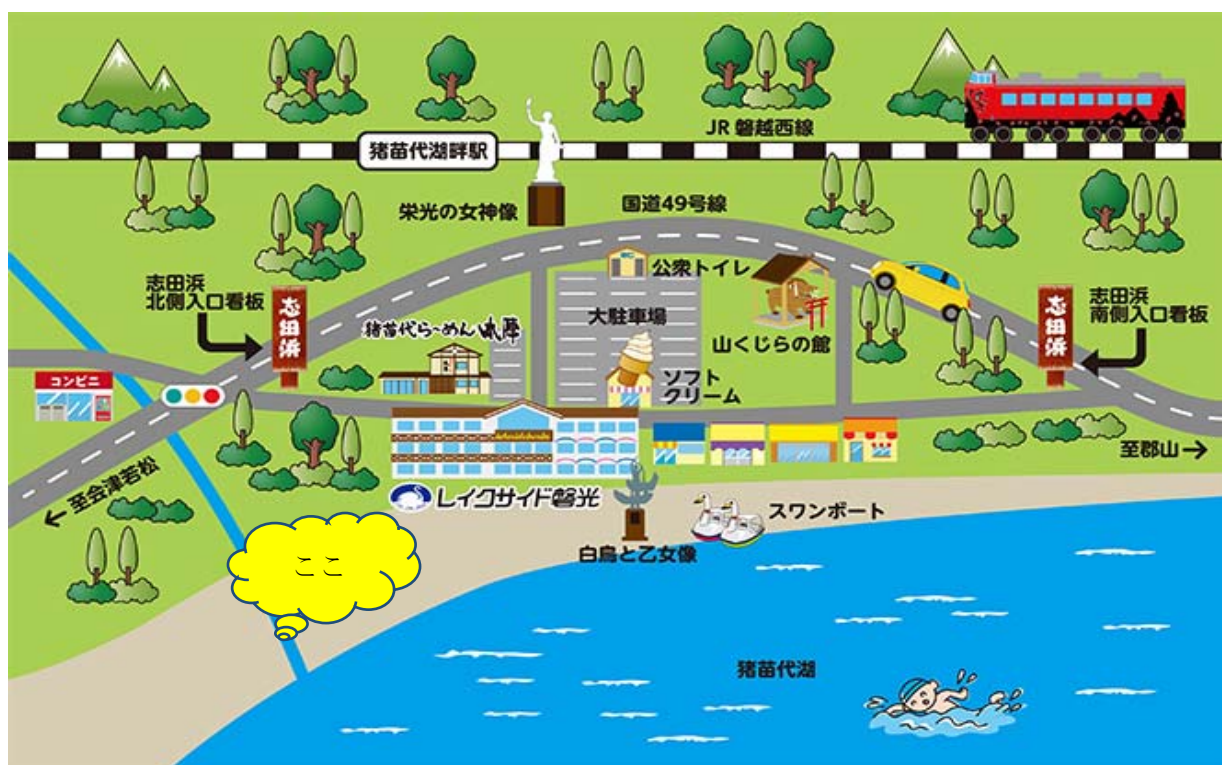 JR 磐越西線
猪苗代湖畔駅
栄光の女神像
国道49号線
公衆トイレ
志田浜
北側入口看板
志田浜
猪苗代ら〜めん 本陣
大駐車場
山くじらの館
志田浜
志田浜
南側入口看板
コンビニ
ソフト
クリーム
至郡山→
←至会津若松
レイクサイド磐光
スワンボート
白鳥と乙女像
ココ
猪苗代湖